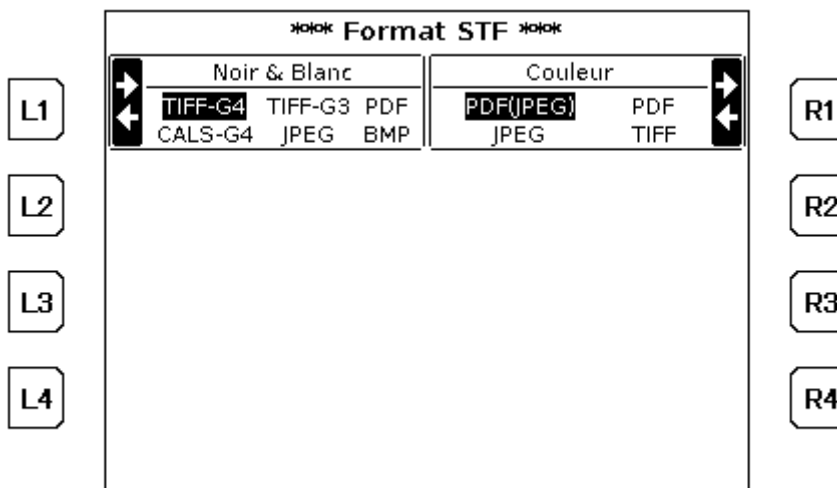 *** Format STF ***
Noir & Blanc Couleur
L1 TIFF-G4 TIFF-G3 PDF PDF(JPEG) PDF R1
CALS-G4 JPEG BMP JPEG TIFF
L2 R2
L3 R3
L4 R4